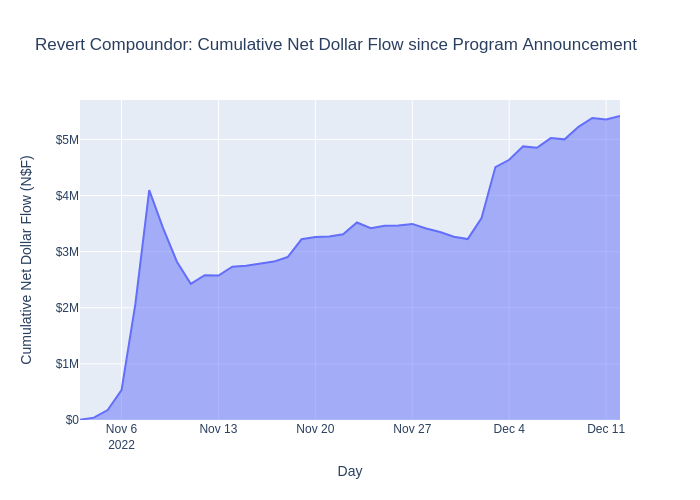 Revert Compoundor: Cumulative Net Dollar Flow since Program Announcement
Cumulative Net Dollar Flow (N$F)
$5M
$4M
$3M
$2M
$1M
$0
Nov 6
2022
Nov 13
Nov 20
Nov 27
Dec 4
Dec 11
Day